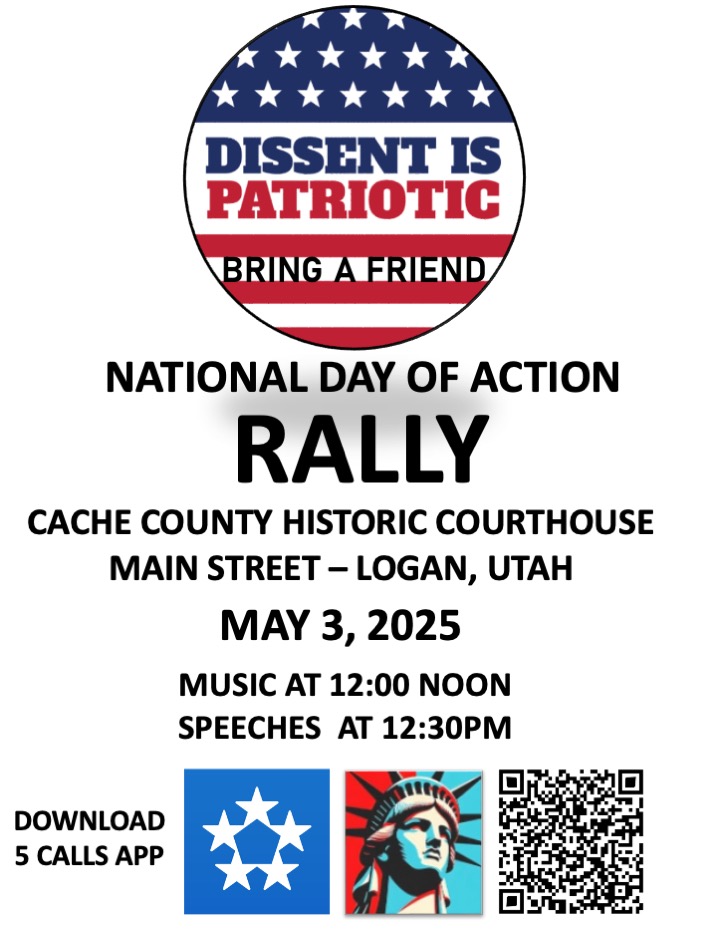 DISSENT IS
PATRIOTIC
BRING A FRIEND
NATIONAL DAY OF ACTION
RALLY
CACHE COUNTY HISTORIC COURTHOUSE
MAIN STREET – LOGAN, UTAH
MAY 3, 2025
MUSIC AT 12:00 NOON
SPEECHES AT 12:30PM
DOWNLOAD
5 CALLS APP